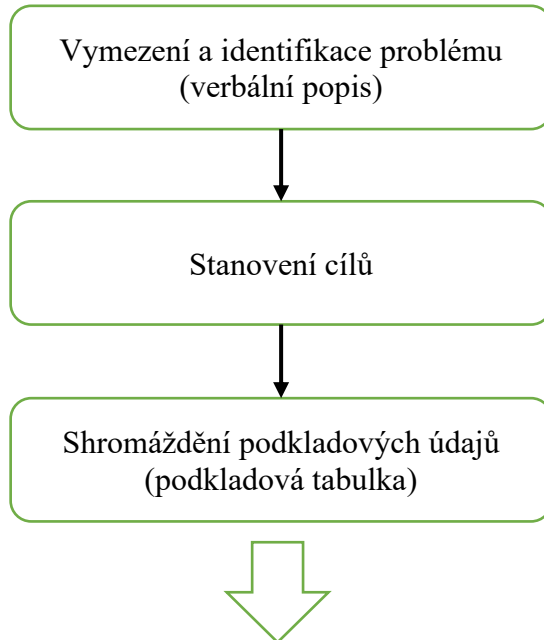 Vymezení a identifikace problému
(verbální popis)
Stanovení cílů
Shromáždění podkladových údajů
(podkladová tabulka)